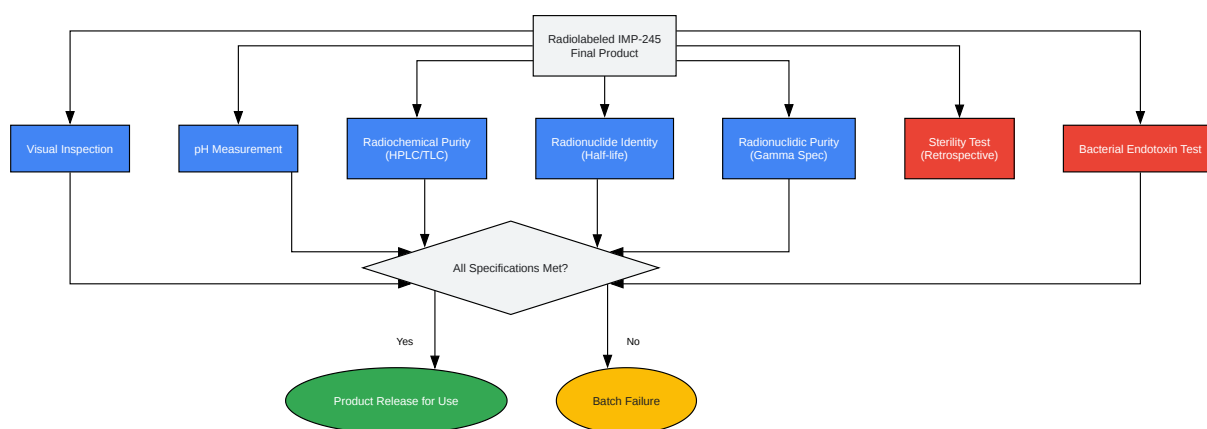 Radiolabeled IMP-245
Final Product
Visual Inspection
pH Measurement
Radiochemical Purity
(HPLC/TLC)
Radionuclide Identity
(Half-life)
Radionuclidic Purity
(Gamma Spec)
Sterility Test
(Retrospective)
Bacterial Endotoxin Test
All Specifications Met?
Yes
No
Product Release for Use
Batch Failure